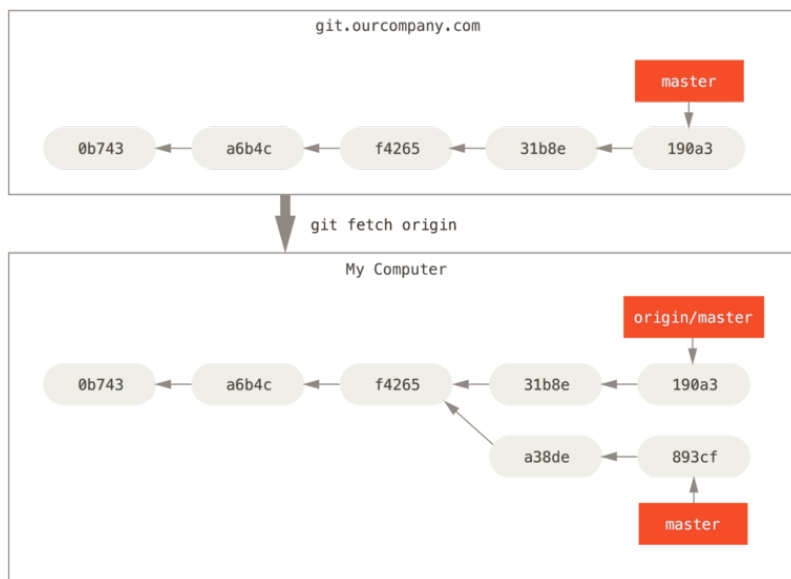 git.ourcompany.com
master
0b743 a6b4c f4265 31b8e 190a3
git fetch origin
My Computer
origin/master
0b743 a6b4c f4265 31b8e 190a3
a38de 893cf
master